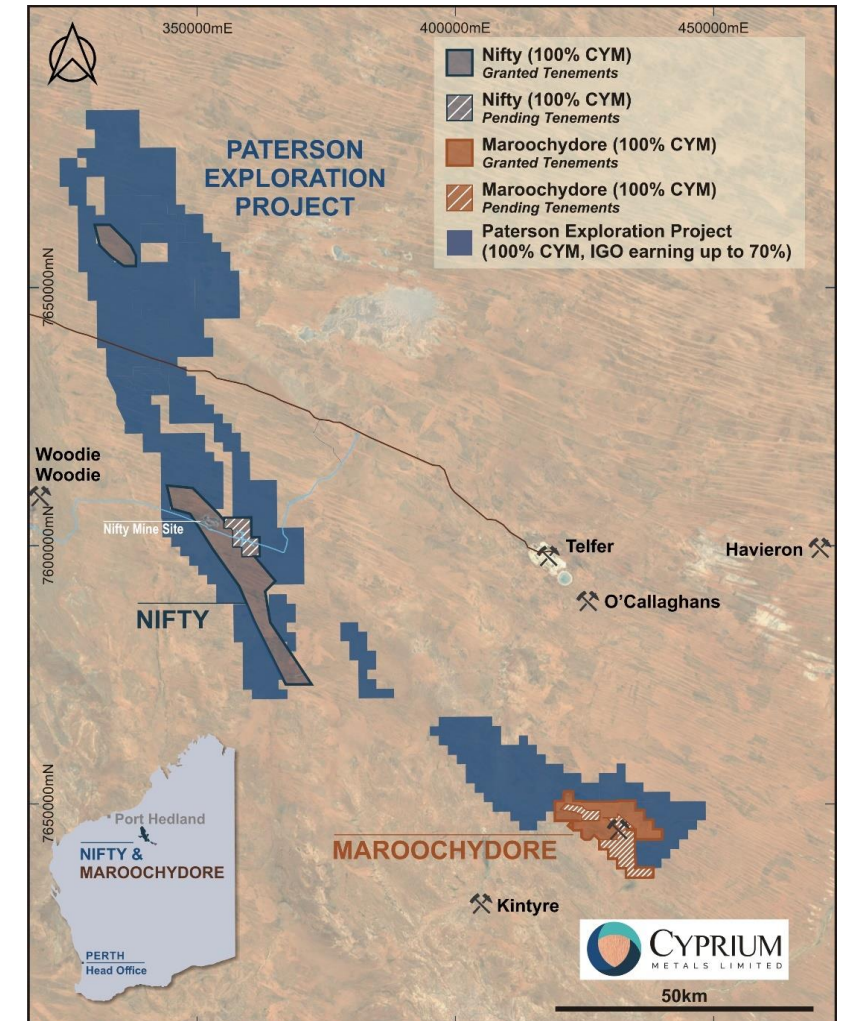 350000mE
400000mE
450000mE
Nifty (100% CYM)
Granted Tenements
Nifty (100% CYM)
Pending Tenements
Maroochydore (100% CYM)
Granted Tenements
Maroochydore (100% CYM)
Pending Tenements
Paterson Exploration Project
(100% CYM, IGO earning up to 70%)
PATERSON
EXPLORATION
PROJECT
7650000mN
Woodie
Woodie
Nifty Mine Site
7600000mN
Telfer
Havieron
O'Callaghans
NIFTY
7650000mN
Port Hedland
NIFTY &
MAROOCHYDORE
PERTH
Head Office
MAROOCHYDORE
Kintyre
CYPRIUM
METALS LIMITED
50km